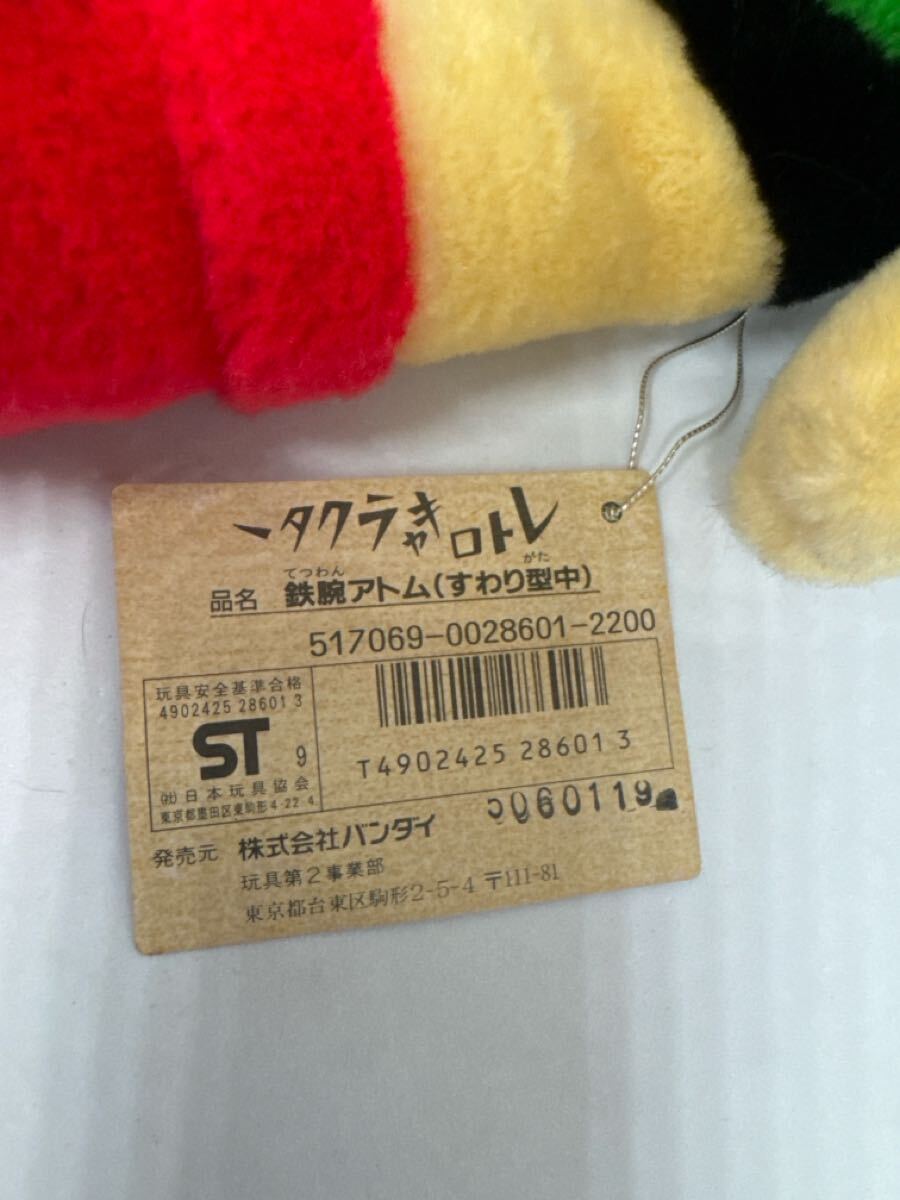 レトロキャラクター
てつわん がた
品名 鉄腕アトム(すわり型中)
517069-0028601-2200
玩具安全基準合格
4902425 28601 3
ST 9
(社)日本玩具協会
東京都墨田区東駒形4-22-4
T4902425 28601 3
発売元 株式会社バンダイ
玩具第2事業部
東京都台東区駒形2-5-4 〒111-81